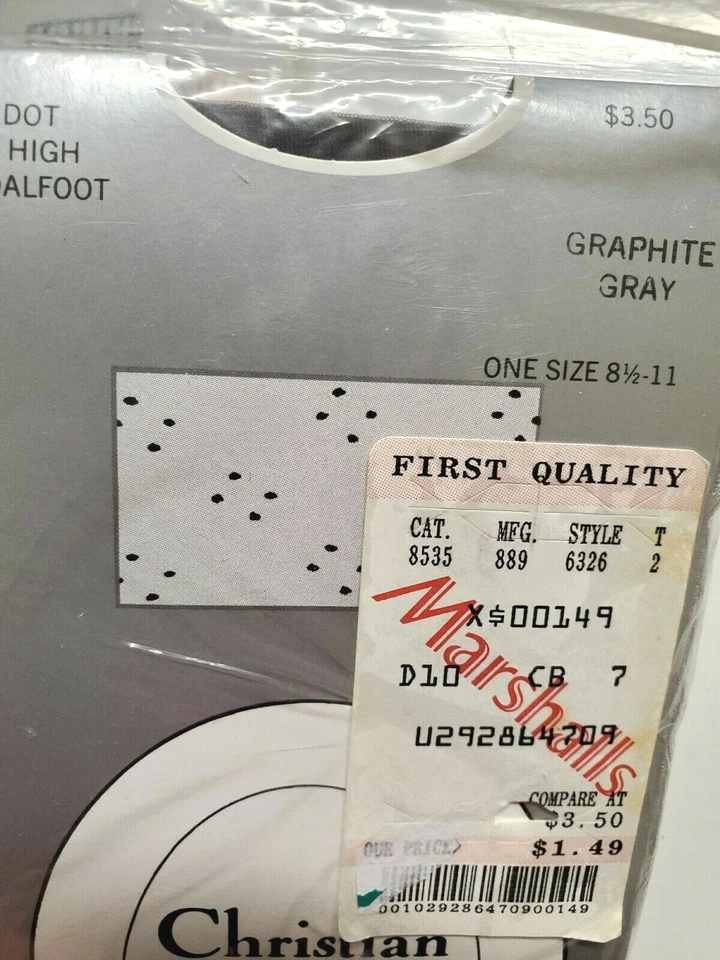 DOT
HIGH
ALFOOT
$3.50
GRAPHITE
GRAY
ONE SIZE 8½-11
FIRST QUALITY
CAT. MFG. STYLE T
8535 889 6326 2
Marshalls
X$00149
D10 CB 7
U292864709
COMPARE AT
$3.50
OUR PRICE> $1.49
001029286470900149
Christian